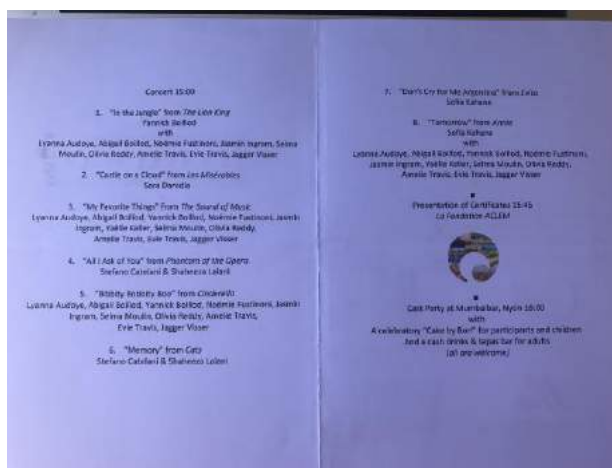 Concert 15:00
1. "In the Jungle" from The Lion King
Yannick Boillod
with
Lyanna Audoye, Abigail Boillod, Noémie Fustinoni, Jasmin Ingram, Selma
Moulin, Olivia Reddy, Amelie Travis, Evie Travis, Jagger Visser
2. "Castle on a Cloud" from Les Misérables
Sara
3. "My Favorite Things" From The Sound of Music
Lyanna Audoye, Abigail Boillod, Yannick Boillod, Noémie Fustinoni, Jasmin
Ingram, Yaëlle Keller, Selma Moulin, Olivia Reddy,
Amelie Travis, Evie Travis, Jagger Visser
4. "All I Ask of You" from Phantom of the Opera
Stefano Catelani & Shaheeza Lalani
5. "Bibbity Bobbity Boo" from Cinderella
Lyanna Audoye, Abigail Boillod, Yannick Boillod, Noémie Fustinoni, Jasmin
Ingram, Selma Moulin, Olivia Reddy, Amelie Travis,
Evie Travis, Jagger Visser
6. "Memory" from Cats
Stefano Catelani & Shaheeza Lalani
7. "Don't Cry for Me Argentina" from Evita
Sofia Kahane
8. "Tomorrow" from Annie
Sofia Kahane
with
Lyanna Audoye, Abigail Boillod, Yannick Boillod, Noémie Fustinoni,
Jasmin Ingram, Yaëlle Keller, Selma Moulin, Olivia Reddy,
Amelie Travis, Evie Travis, Jagger Visser
Presentation of Certificates 15:45
La Fondation ACLEM
Cast Party at Mumbaibar, Nyon 16:00
with
A celebratory "Cake by Ben" for participants and children
And a cash drinks & tapas bar for adults
(all are welcome)